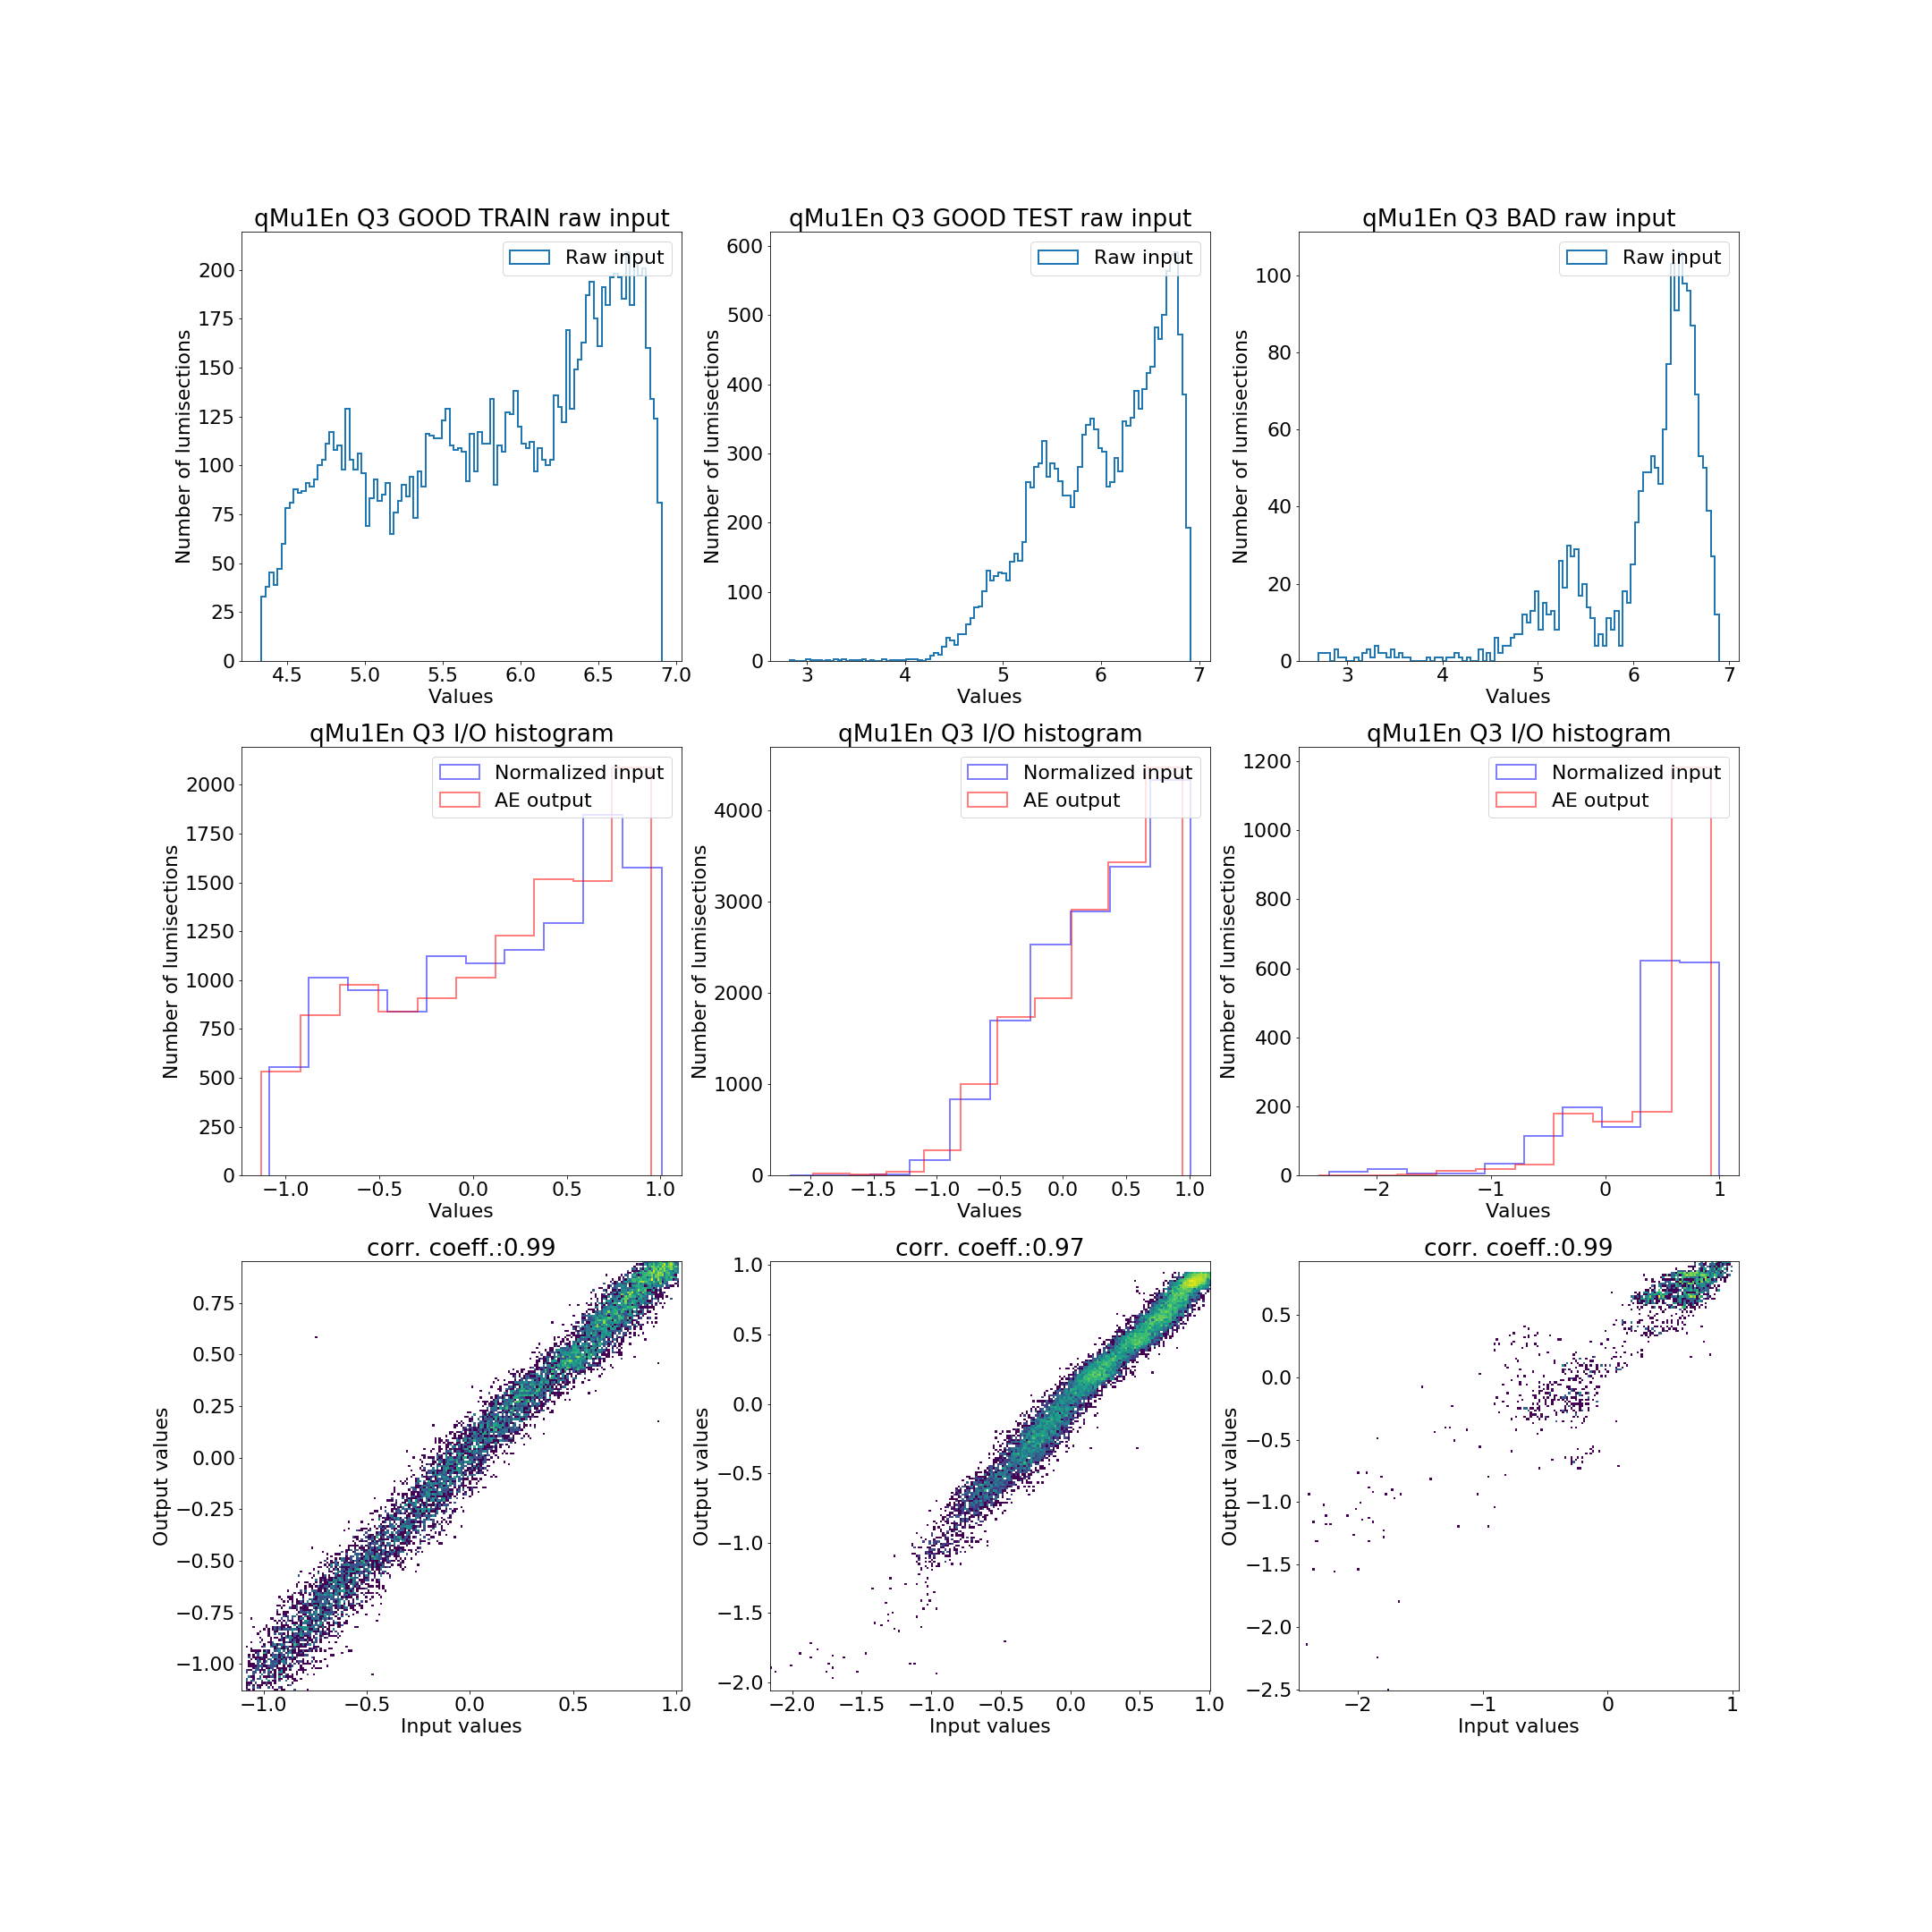 qMu1En Q3 GOOD TRAIN raw input
Raw input
Number of lumisections
200
175
150
125
100
75
50
25
0
4.5 5.0 5.5 6.0 6.5 7.0
Values
qMu1En Q3 GOOD TEST raw input
Raw input
Number of lumisections
600
500
400
300
200
100
0
3 4 5 6 7
Values
qMu1En Q3 BAD raw input
Raw input
Number of lumisections
100
80
60
40
20
0
3 4 5 6 7
Values
qMu1En Q3 I/O histogram
Normalized input
AE output
Number of lumisections
2000
1750
1500
1250
1000
750
500
250
0
−1.0 −0.5 0.0 0.5 1.0
Values
qMu1En Q3 I/O histogram
Normalized input
AE output
Number of lumisections
4000
3000
2000
1000
0
−2.0 −1.5 −1.0 −0.5 0.0 0.5 1.0
Values
qMu1En Q3 I/O histogram
Normalized input
AE output
Number of lumisections
1200
1000
800
600
400
200
0
−2 −1 0 1
Values
corr. coeff.:0.99
Output values
0.75
0.50
0.25
0.00
−0.25
−0.50
−0.75
−1.00
−1.0 −0.5 0.0 0.5 1.0
Input values
corr. coeff.:0.97
Output values
1.0
0.5
0.0
−0.5
−1.0
−1.5
−2.0
−2.0 −1.5 −1.0 −0.5 0.0 0.5 1.0
Input values
corr. coeff.:0.99
Output values
0.5
0.0
−0.5
−1.0
−1.5
−2.0
−2.5
−2 −1 0 1
Input values